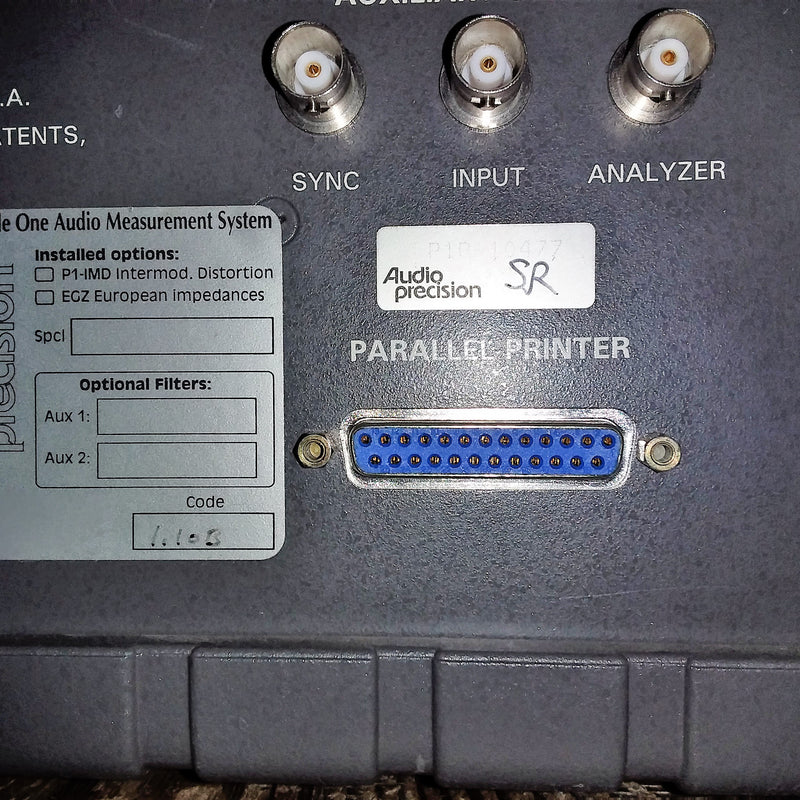 .A.
ATENTS,
SYNC
INPUT
ANALYZER
le One Audio Measurement System
Installed options:
P1-IMD Intermod. Distortion
EGZ European impedances
Spcl
Optional Filters:
Aux 1:
Aux 2:
Code
1.10B
precision
Audio
precision
SR
PARALLEL PRINTER